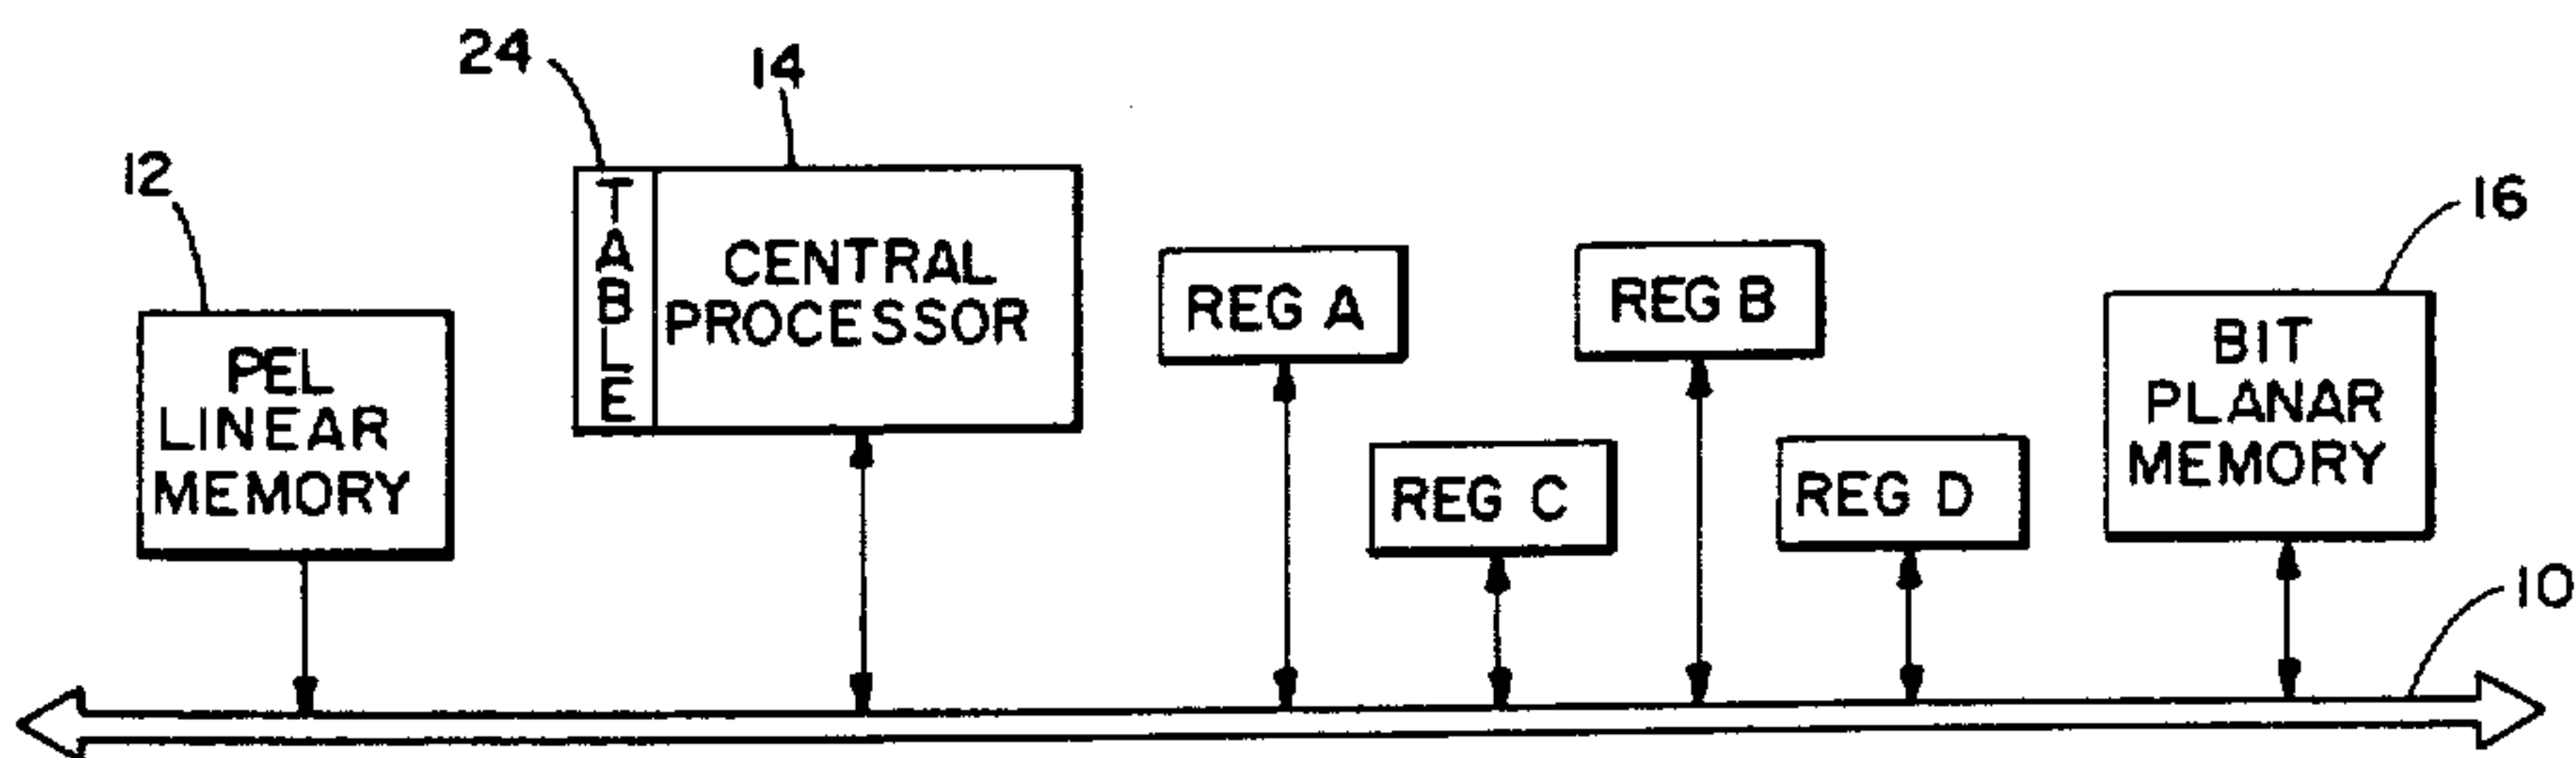 24
14
12
16
TABLE
CENTRAL
PROCESSOR
REG A
REG B
PEL
LINEAR
MEMORY
BIT
PLANAR
MEMORY
REG C
REG D
10